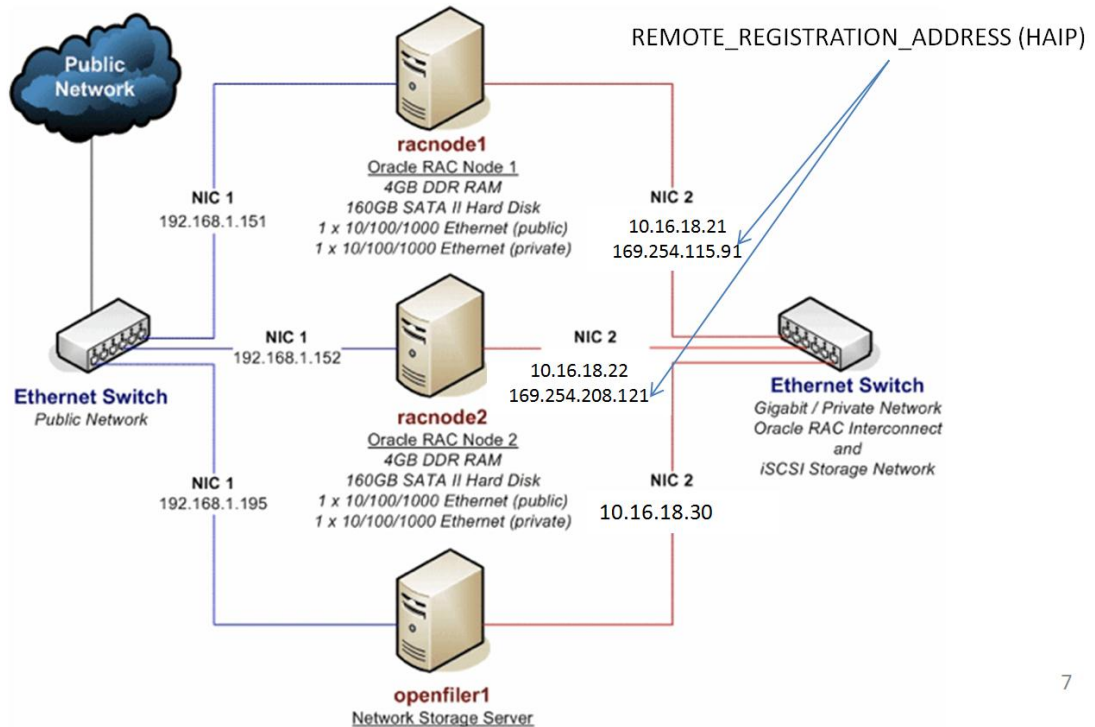 REMOTE_REGISTRATION_ADDRESS (HAIP)
Public
Network
racnode1
Oracle RAC Node 1
4GB DDR RAM
160GB SATA II Hard Disk
1 x 10/100/1000 Ethernet (public)
1 x 10/100/1000 Ethernet (private)
NIC 1
192.168.1.151
NIC 2
10.16.18.21
169.254.115.91
Ethernet Switch
Public Network
NIC 1
192.168.1.152
racnode2
Oracle RAC Node 2
4GB DDR RAM
160GB SATA II Hard Disk
1 x 10/100/1000 Ethernet (public)
1 x 10/100/1000 Ethernet (private)
NIC 2
10.16.18.22
169.254.208.121
Ethernet Switch
Gigabit / Private Network
Oracle RAC Interconnect
and
iSCSI Storage Network
NIC 1
192.168.1.195
NIC 2
10.16.18.30
openfiler1
Network Storage Server
7